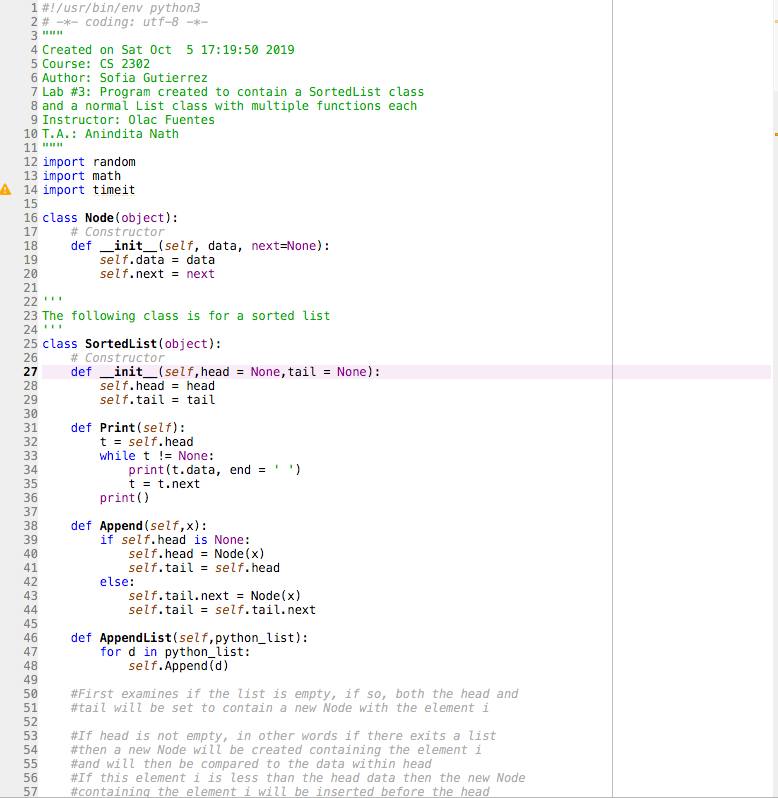 1 #!/usr/bin/env python3
2 # -*- coding: utf-8 -*-
3 """
4 Created on Sat Oct  5 17:19:50 2019
5 Course: CS 2302
6 Author: Sofia Gutierrez
7 Lab #3: Program created to contain a SortedList class
8 and a normal List class with multiple functions each
9 Instructor: Olac Fuentes
10 T.A.: Anindita Nath
11 """
12 import random
13 import math
14 import timeit
15
16 class Node(object):
17     # Constructor
18     def __init__(self, data, next=None):
19         self.data = data
20         self.next = next
21
22 '''
23 The following class is for a sorted list
24 '''
25 class SortedList(object):
26     # Constructor
27     def __init__(self,head = None,tail = None):
28         self.head = head
29         self.tail = tail
30
31     def Print(self):
32         t = self.head
33         while t != None:
34             print(t.data, end = ' ')
35             t = t.next
36         print()
37
38     def Append(self,x):
39         if self.head is None:
40             self.head = Node(x)
41             self.tail = self.head
42         else:
43             self.tail.next = Node(x)
44             self.tail = self.tail.next
45
46     def AppendList(self,python_list):
47         for d in python_list:
48             self.Append(d)
49
50     #First examines if the list is empty, if so, both the head and
51     #tail will be set to contain a new Node with the element i
52
53     #If head is not empty, in other words if there exits a list
54     #then a new Node will be created containing the element i
55     #and will then be compared to the data within head
56     #If this element i is less than the head data then the new Node
57     #containing the element i will be inserted before the head